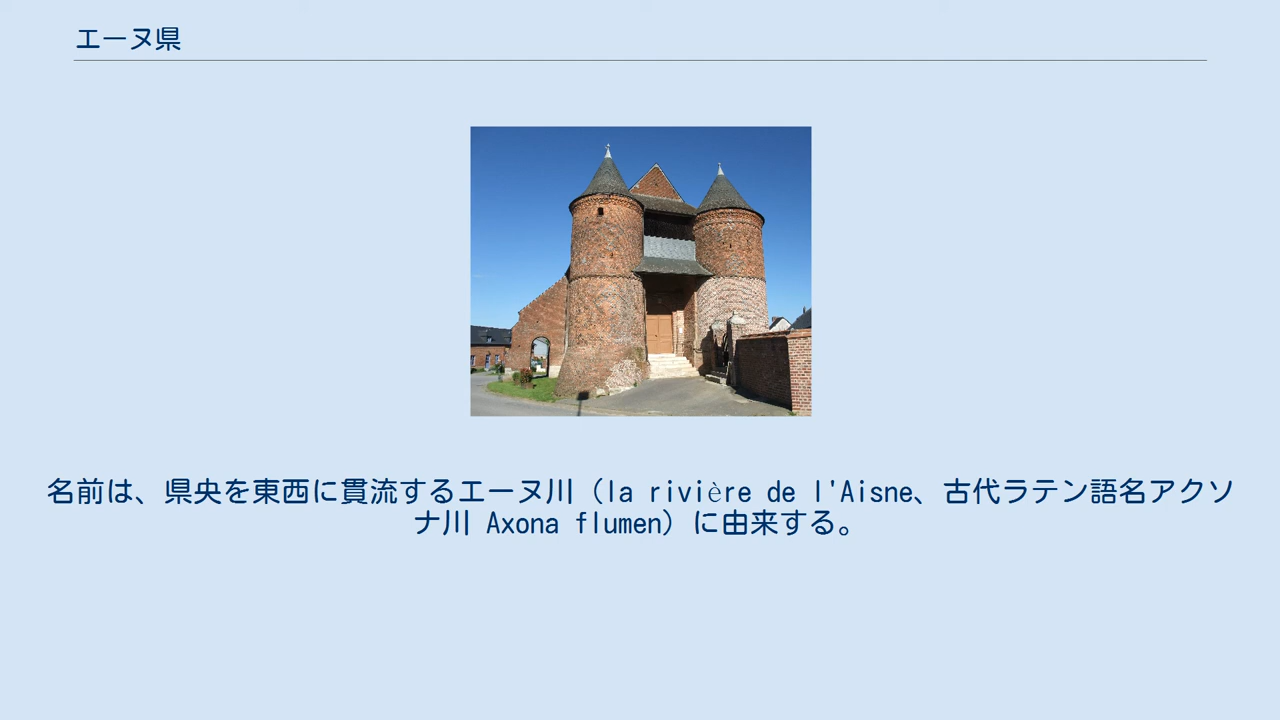 エーヌ県
名前は、県央を東西に貫流するエーヌ川（la rivière de l'Aisne、古代ラテン語名アクソ
ナ川 Axona flumen）に由来する。